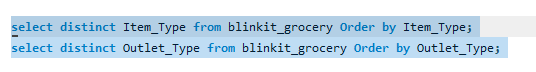 select distinct Item_Type from blinkit_grocery Order by Item_Type;
select distinct Outlet_Type from blinkit_grocery Order by Outlet_Type;